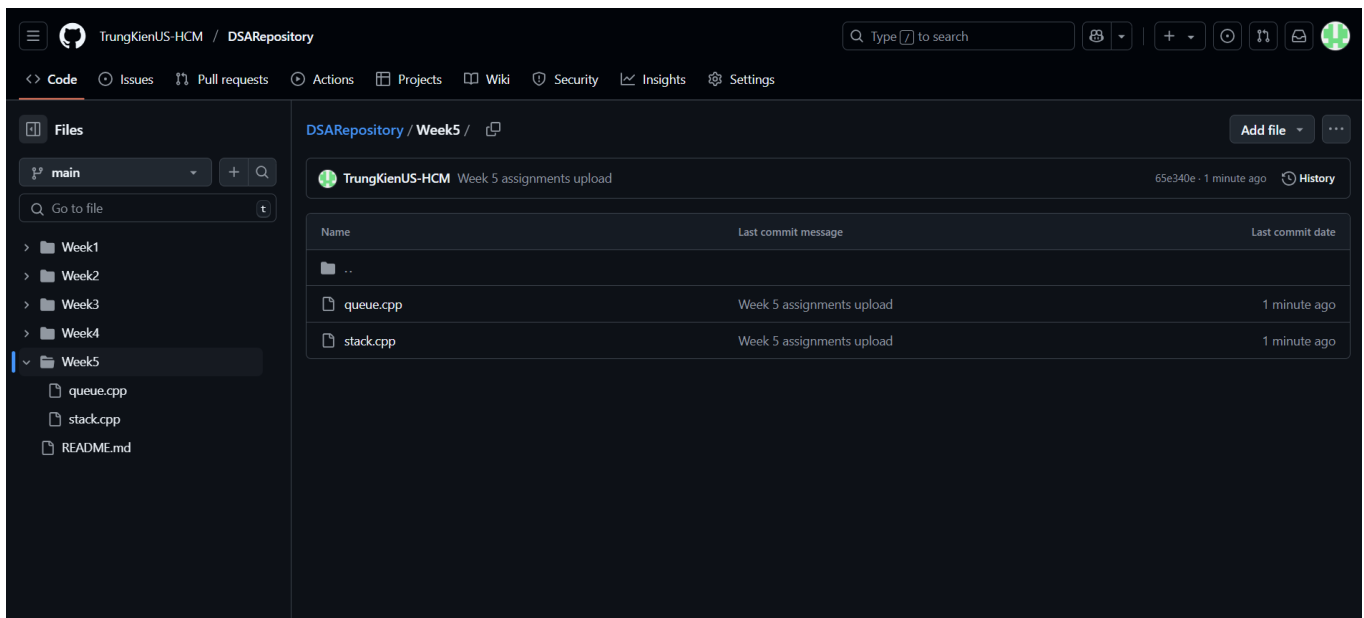 TrungKienUS-HCM / DSARepository
Type / to search
Code Issues Pull requests Actions Projects Wiki Security Insights Settings
Files
main
Go to file
t
Week1
Week2
Week3
Week4
Week5
queue.cpp
stack.cpp
README.md
DSARepository / Week5 /
Add file
TrungKienUS-HCM Week 5 assignments upload
65e340e · 1 minute ago
History
Name Last commit message Last commit date
..
queue.cpp Week 5 assignments upload 1 minute ago
stack.cpp Week 5 assignments upload 1 minute ago